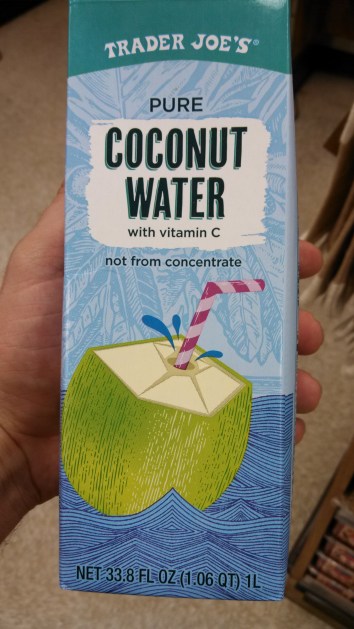 TRADER JOE'S®
PURE
COCONUT
WATER
with vitamin C
not from concentrate
NET 33.8 FL OZ (1.06 QT) 1L